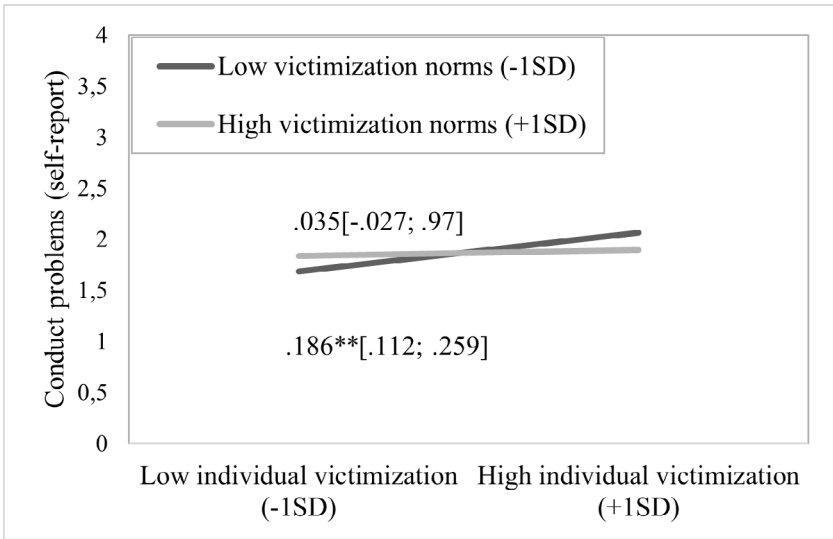 Conduct problems (self-report)
4
3,5
3
2,5
2
1,5
1
0,5
0
Low victimization norms (-1SD)
High victimization norms (+1SD)
.035[-.027; .97]
.186**[.112; .259]
Low individual victimization
(-1SD)
High individual victimization
(+1SD)